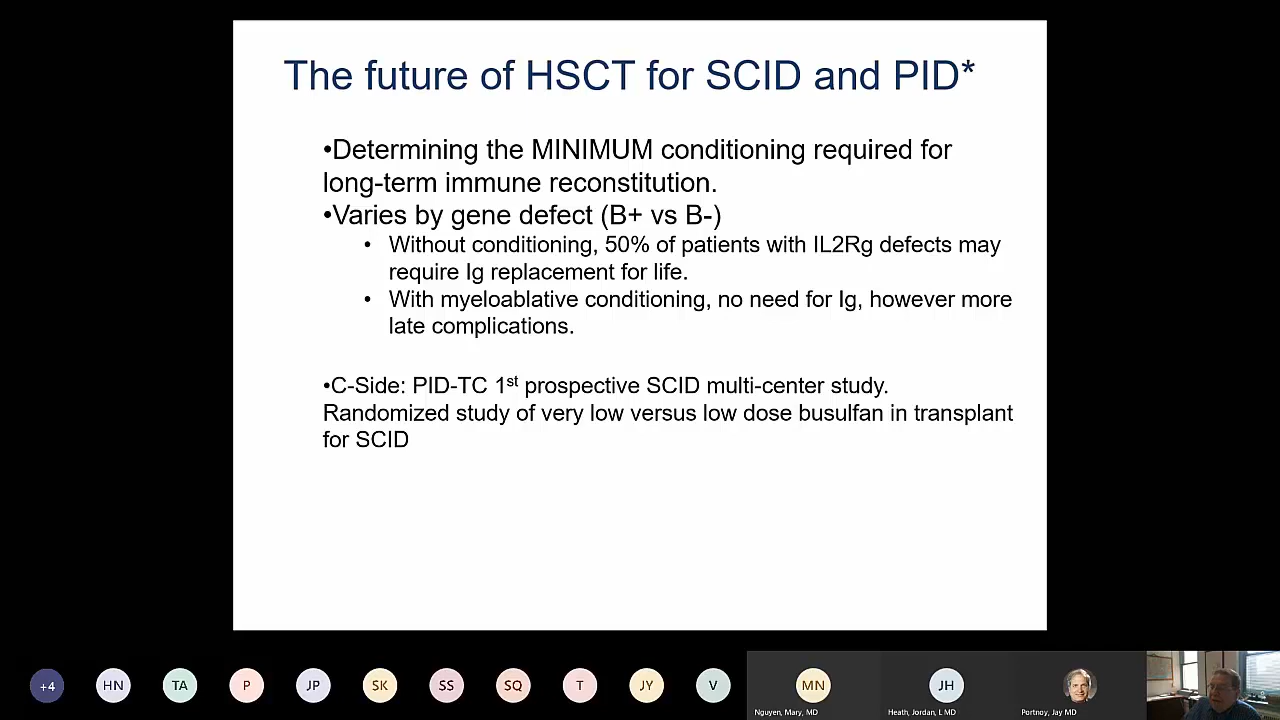 The future of HSCT for SCID and PID*
•Determining the MINIMUM conditioning required for
long-term immune reconstitution.
•Varies by gene defect (B+ vs B-)
• Without conditioning, 50% of patients with IL2Rg defects may
require Ig replacement for life.
• With myeloablative conditioning, no need for Ig, however more
late complications.
•C-Side: PID-TC 1st prospective SCID multi-center study.
Randomized study of very low versus low dose busulfan in transplant
for SCID
+4 HN TA P JP SK SS SQ T JY V MN JH
Nguyen, Mary, MD Heath, Jordan, L MD Portnoy, Jay MD